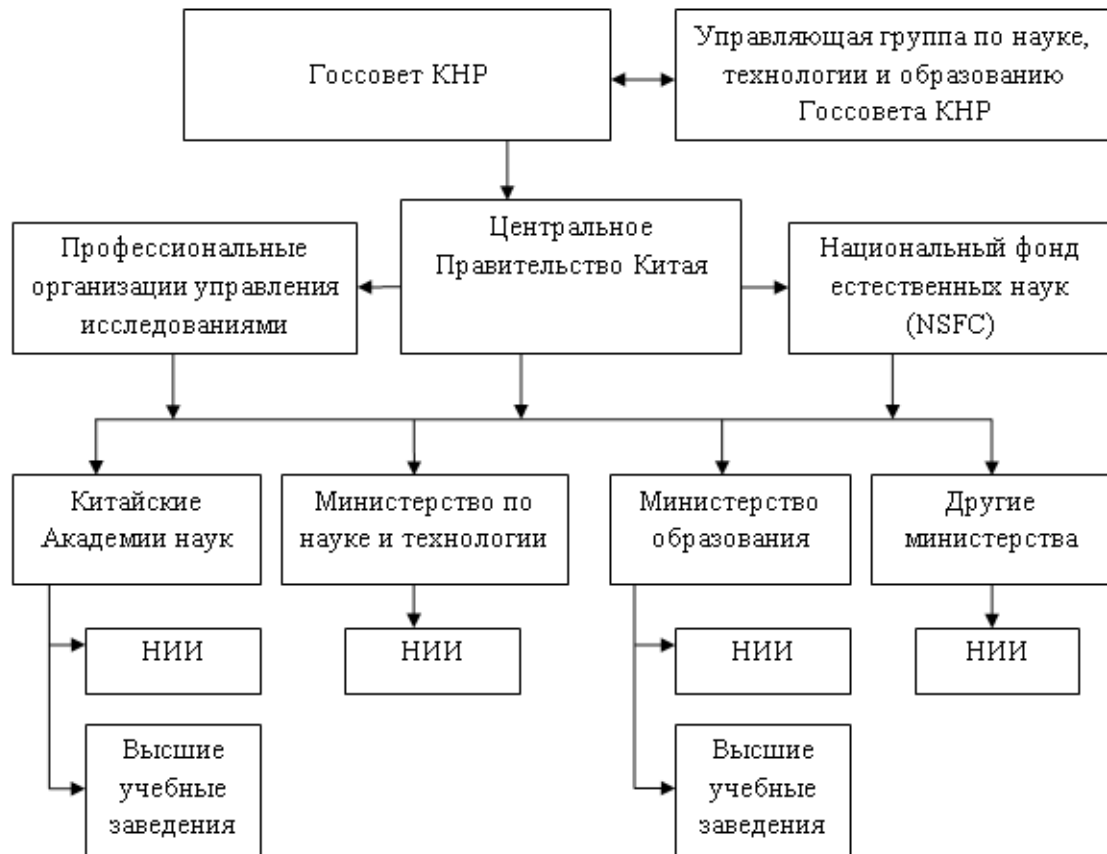 Госсовет КНР
Управляющая группа по науке,
технологии и образованию
Госсовета КНР
Профессиональные
организации управления
исследованиями
Центральное
Правительство Китая
Национальный фонд
естественных наук
(NSFC)
Китайские
Академии наук
Министерство по
науке и технологии
Министерство
образования
Другие
министерства
НИИ
НИИ
НИИ
НИИ
Высшие
учебные
заведения
Высшие
учебные
заведения